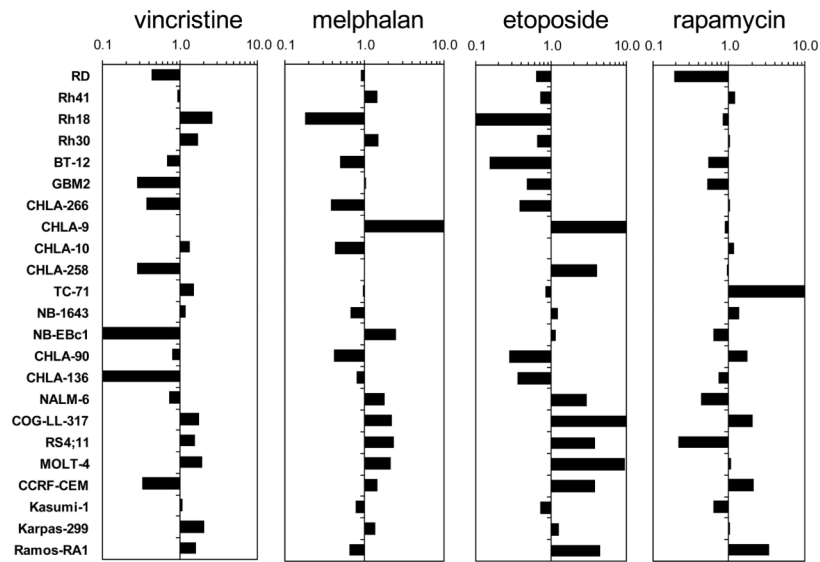 vincristine melphalan etoposide rapamycin
0.1 1.0 10.0 0.1 1.0 10.0 0.1 1.0 10.0 0.1 1.0 10.0
RD
Rh41
Rh18
Rh30
BT-12
GBM2
CHLA-266
CHLA-9
CHLA-10
CHLA-258
TC-71
NB-1643
NB-EBc1
CHLA-90
CHLA-136
NALM-6
COG-LL-317
RS4;11
MOLT-4
CCRF-CEM
Kasumi-1
Karpas-299
Ramos-RA1